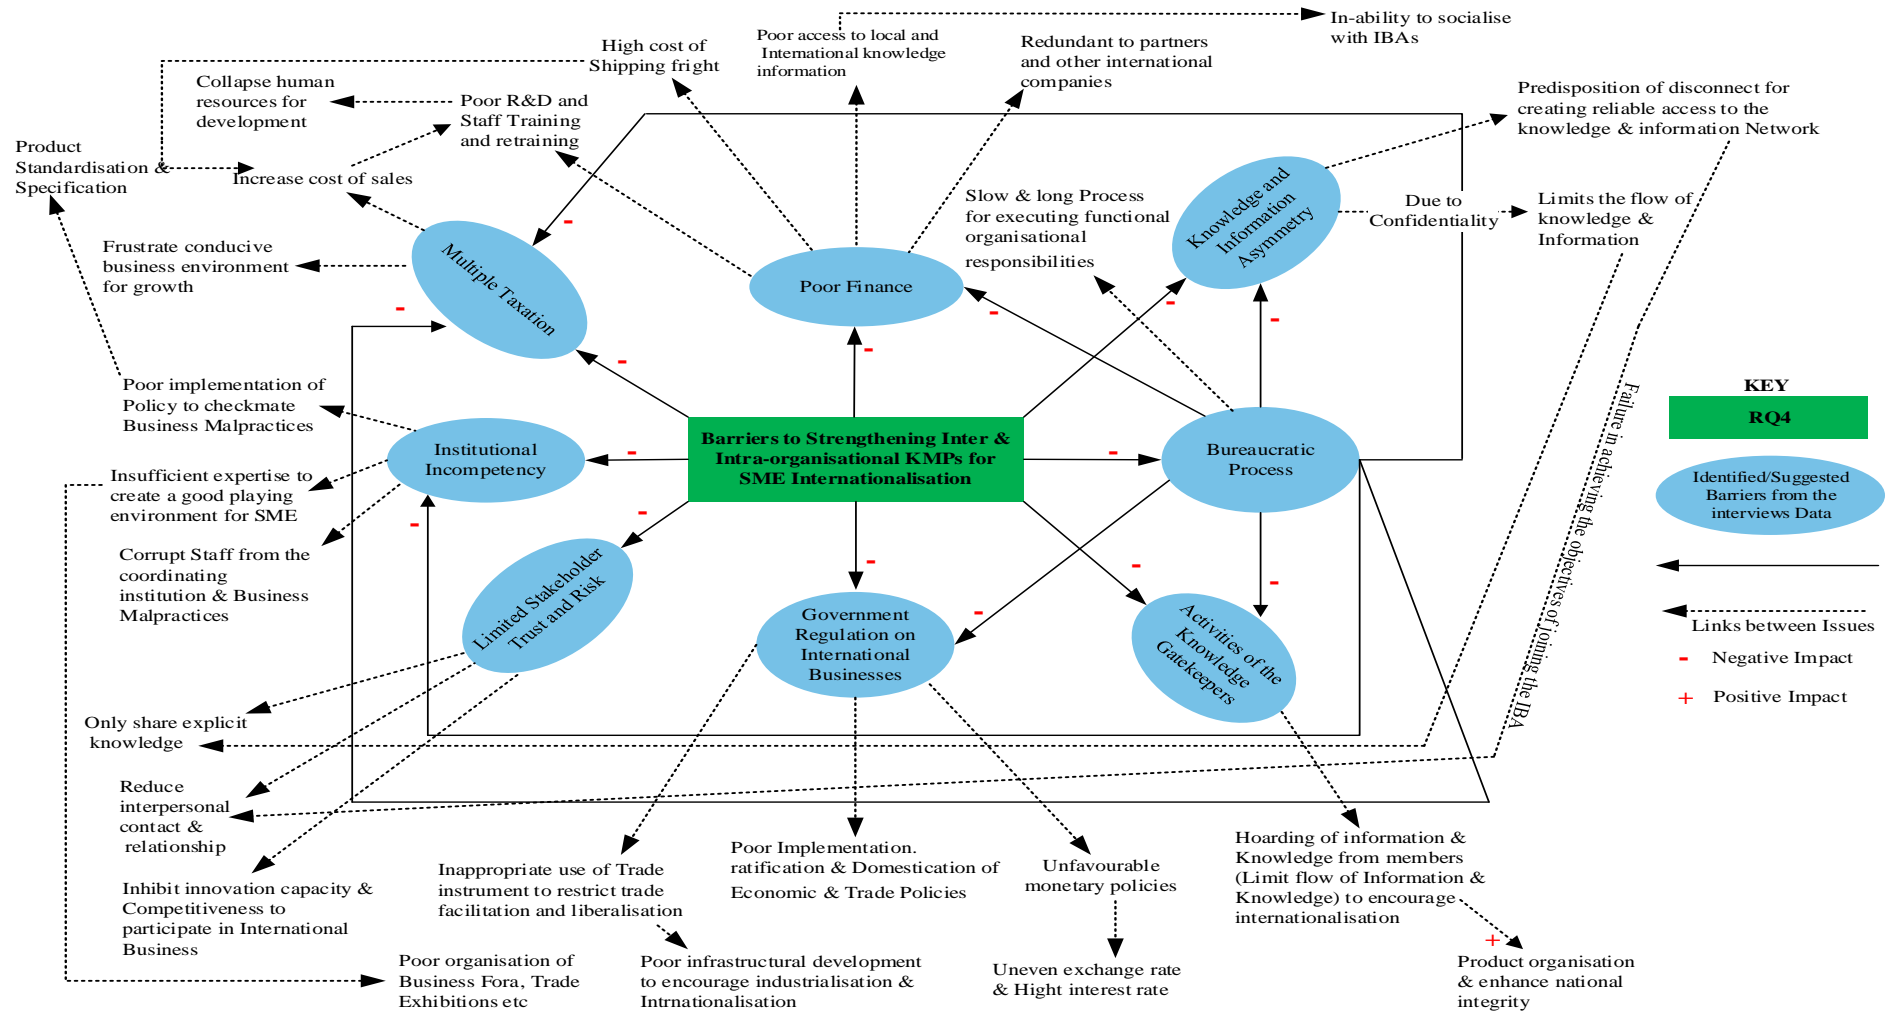 In-ability to socialise
with IBAs
Poor access to local and
International knowledge
information
Redundant to partners
and other international
companies
High cost of
Shipping fright
Collapse human
resources for
development
Poor R&D and
Staff Training
and retraining
Predisposition of disconnect for
creating reliable access to the
knowledge & information Network
Product
Standardisation &
Specification
Increase cost of sales
Slow & long Process
for executing functional
organisational
responsibilities
Knowledge and
Information
Asymmetry
Due to
Confidentiality
Limits the flow of
knowledge &
Information
Frustrate conducive
business environment
for growth
Multiple Taxation
Poor Finance
-
-
-
-
-
-
-
Poor implementation of
Policy to checkmate
Business Malpractices
Institutional
Incompetency
-
Barriers to Strengthening Inter &
Intra-organisational KMPs for
SME Internationalisation
-
Bureaucratic
Process
Failure in achieving the objectives of joining the IBA
KEY
RQ4
Identified/Suggested
Barriers from the
interviews Data
Links between Issues
- Negative Impact
+ Positive Impact
Insufficient expertise to
create a good playing
environment for SME
-
-
Corrupt Staff from the
coordinating
institution & Business
Malpractices
Limited Stakeholder
Trust and Risk
-
-
-
-
Government
Regulation on
International
Businesses
Activities of the
Knowledge
Gatekeepers
Only share explicit
knowledge
Reduce
interpersonal
contact &
relationship
Inhibit innovation capacity &
Competitiveness to
participate in International
Business
Inappropriate use of Trade
instrument to restrict trade
facilitation and liberalisation
Poor Implementation.
ratification & Domestication of
Economic & Trade Policies
Unfavourable
monetary policies
Hoarding of information &
Knowledge from members
(Limit flow of Information &
Knowledge) to encourage
internationalisation
+
Poor organisation of
Business Fora, Trade
Exhibitions etc
Poor infrastructural development
to encourage industrialisation &
Intrnationalisation
Uneven exchange rate
& Hight interest rate
Product organisation
& enhance national
integrity